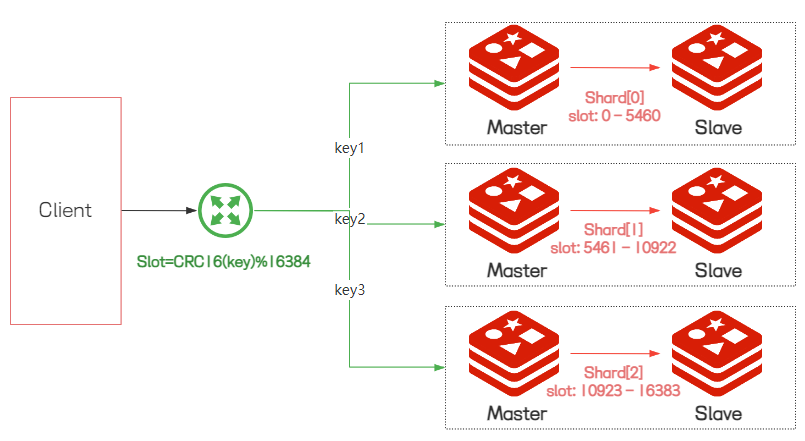 Client
Slot=CRC16(key)%16384
key1
key2
key3
Shard[0]
slot: 0 - 5460
Master
Slave
Shard[1]
slot: 5461 - 10922
Master
Slave
Shard[2]
slot: 10923 - 16383
Master
Slave